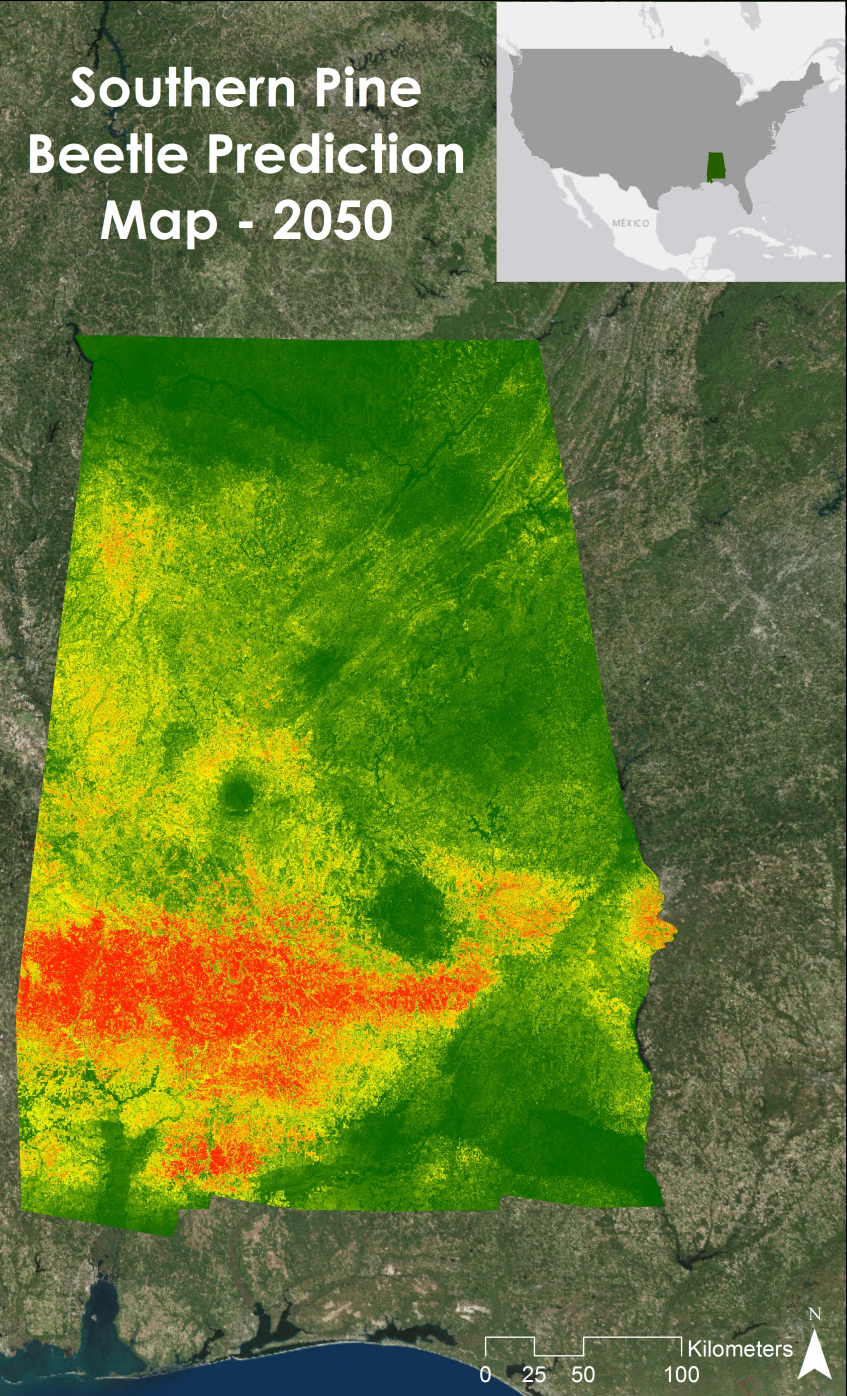 Southern Pine
Beetle Prediction
Map - 2050
MÉXICO
N
Kilometers
0 25 50 100